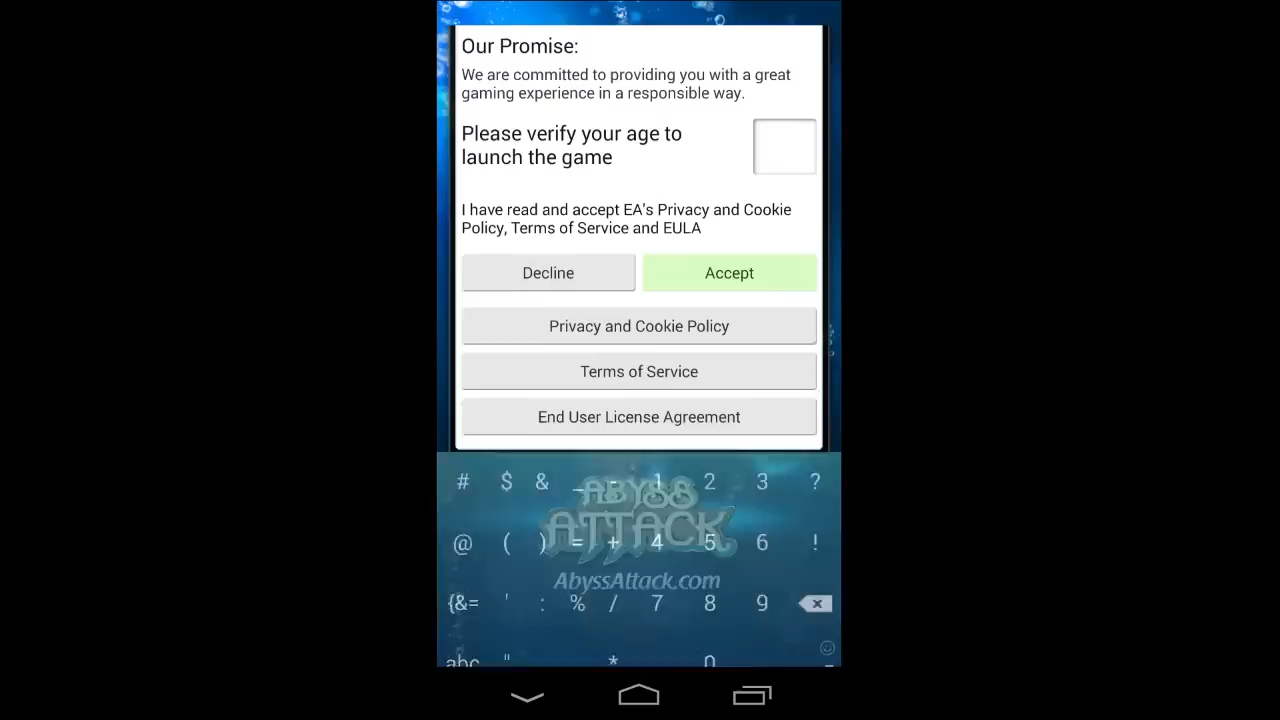 Our Promise:
We are committed to providing you with a great
gaming experience in a responsible way.
Please verify your age to
launch the game
I have read and accept EA's Privacy and Cookie
Policy, Terms of Service and EULA
Decline Accept
Privacy and Cookie Policy
Terms of Service
End User License Agreement
# $ & _ - 1 2 3 ?
ABYSS
ATTACK
@ ( ) = + 4 5 6 !
AbyssAttack.com
{&= ' : % / 7 8 9
abc " * 0